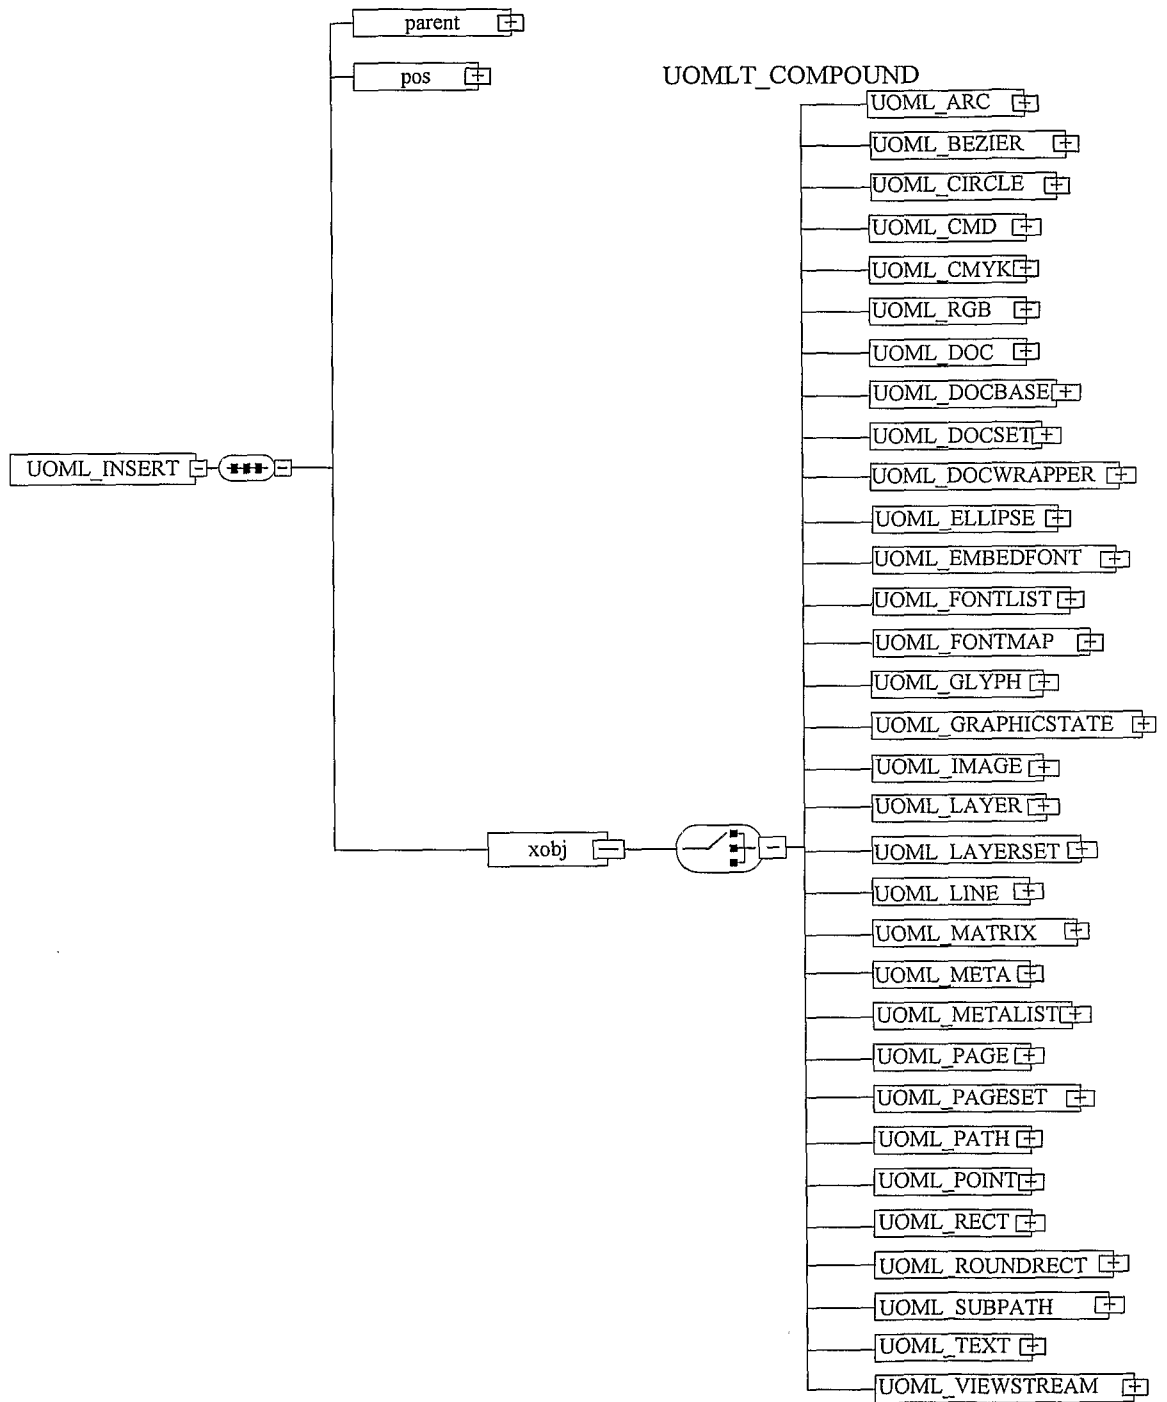 parent
pos
UOMLT_COMPOUND
UOML_ARC
UOML_BEZIER
UOML_CIRCLE
UOML_CMD
UOML_CMYK
UOML_RGB
UOML_DOC
UOML_DOCBASE
UOML_DOCSET
UOML_INSERT
UOML_DOCWRAPPER
UOML_ELLIPSE
UOML_EMBEDFONT
UOML_FONTLIST
UOML_FONTMAP
UOML_GLYPH
UOML_GRAPHICSTATE
UOML_IMAGE
UOML_LAYER
xobj
UOML_LAYERSET
UOML_LINE
UOML_MATRIX
UOML_META
UOML_METALIST
UOML_PAGE
UOML_PAGESET
UOML_PATH
UOML_POINT
UOML_RECT
UOML_ROUNDRECT
UOML_SUBPATH
UOML_TEXT
UOML_VIEWSTREAM